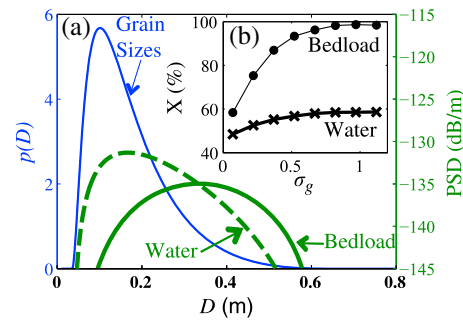 (a)
Grain
Sizes
Water
Bedload
p(D)
6
4
2
0
0
0.2
0.4
0.6
0.8
D (m)
−115
−120
−125
−130
−135
−140
−145
PSD (dB/m)
(b)
Bedload
Water
X (%)
100
80
60
40
0
0.5
1
σg